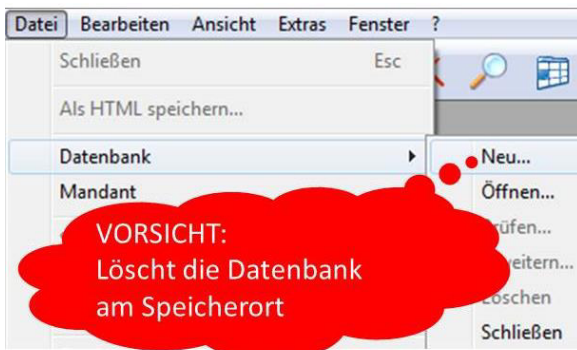 Datei Bearbeiten Ansicht Extras Fenster ?
Schließen Esc
Als HTML speichern...
Datenbank
Mandant
Neu...
Öffnen...
Löschen
Schließen
VORSICHT:
Löscht die Datenbank
am Speicherort